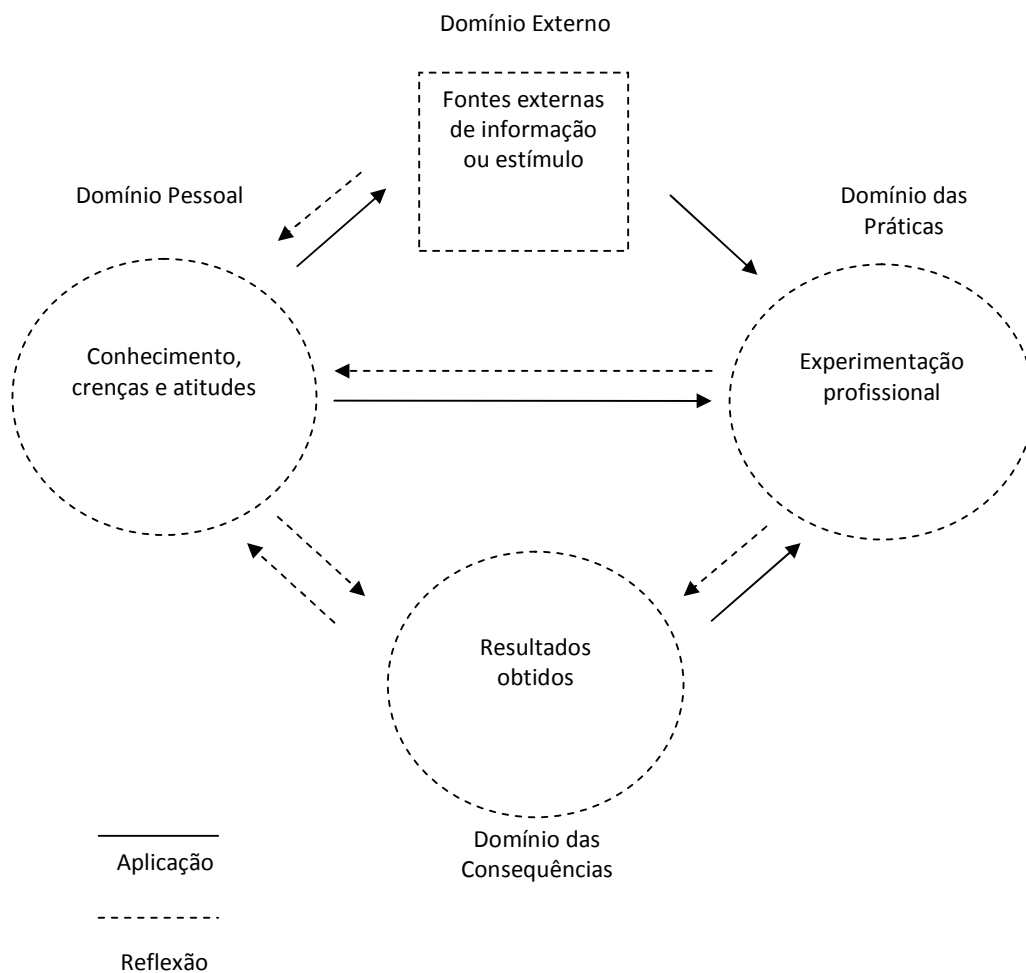 Domínio Externo
Fontes externas
de informação
ou estímulo
Domínio Pessoal
Domínio das
Práticas
Conhecimento,
crenças e atitudes
Experimentação
profissional
Resultados
obtidos
Domínio das
Consequências
Aplicação
Reflexão